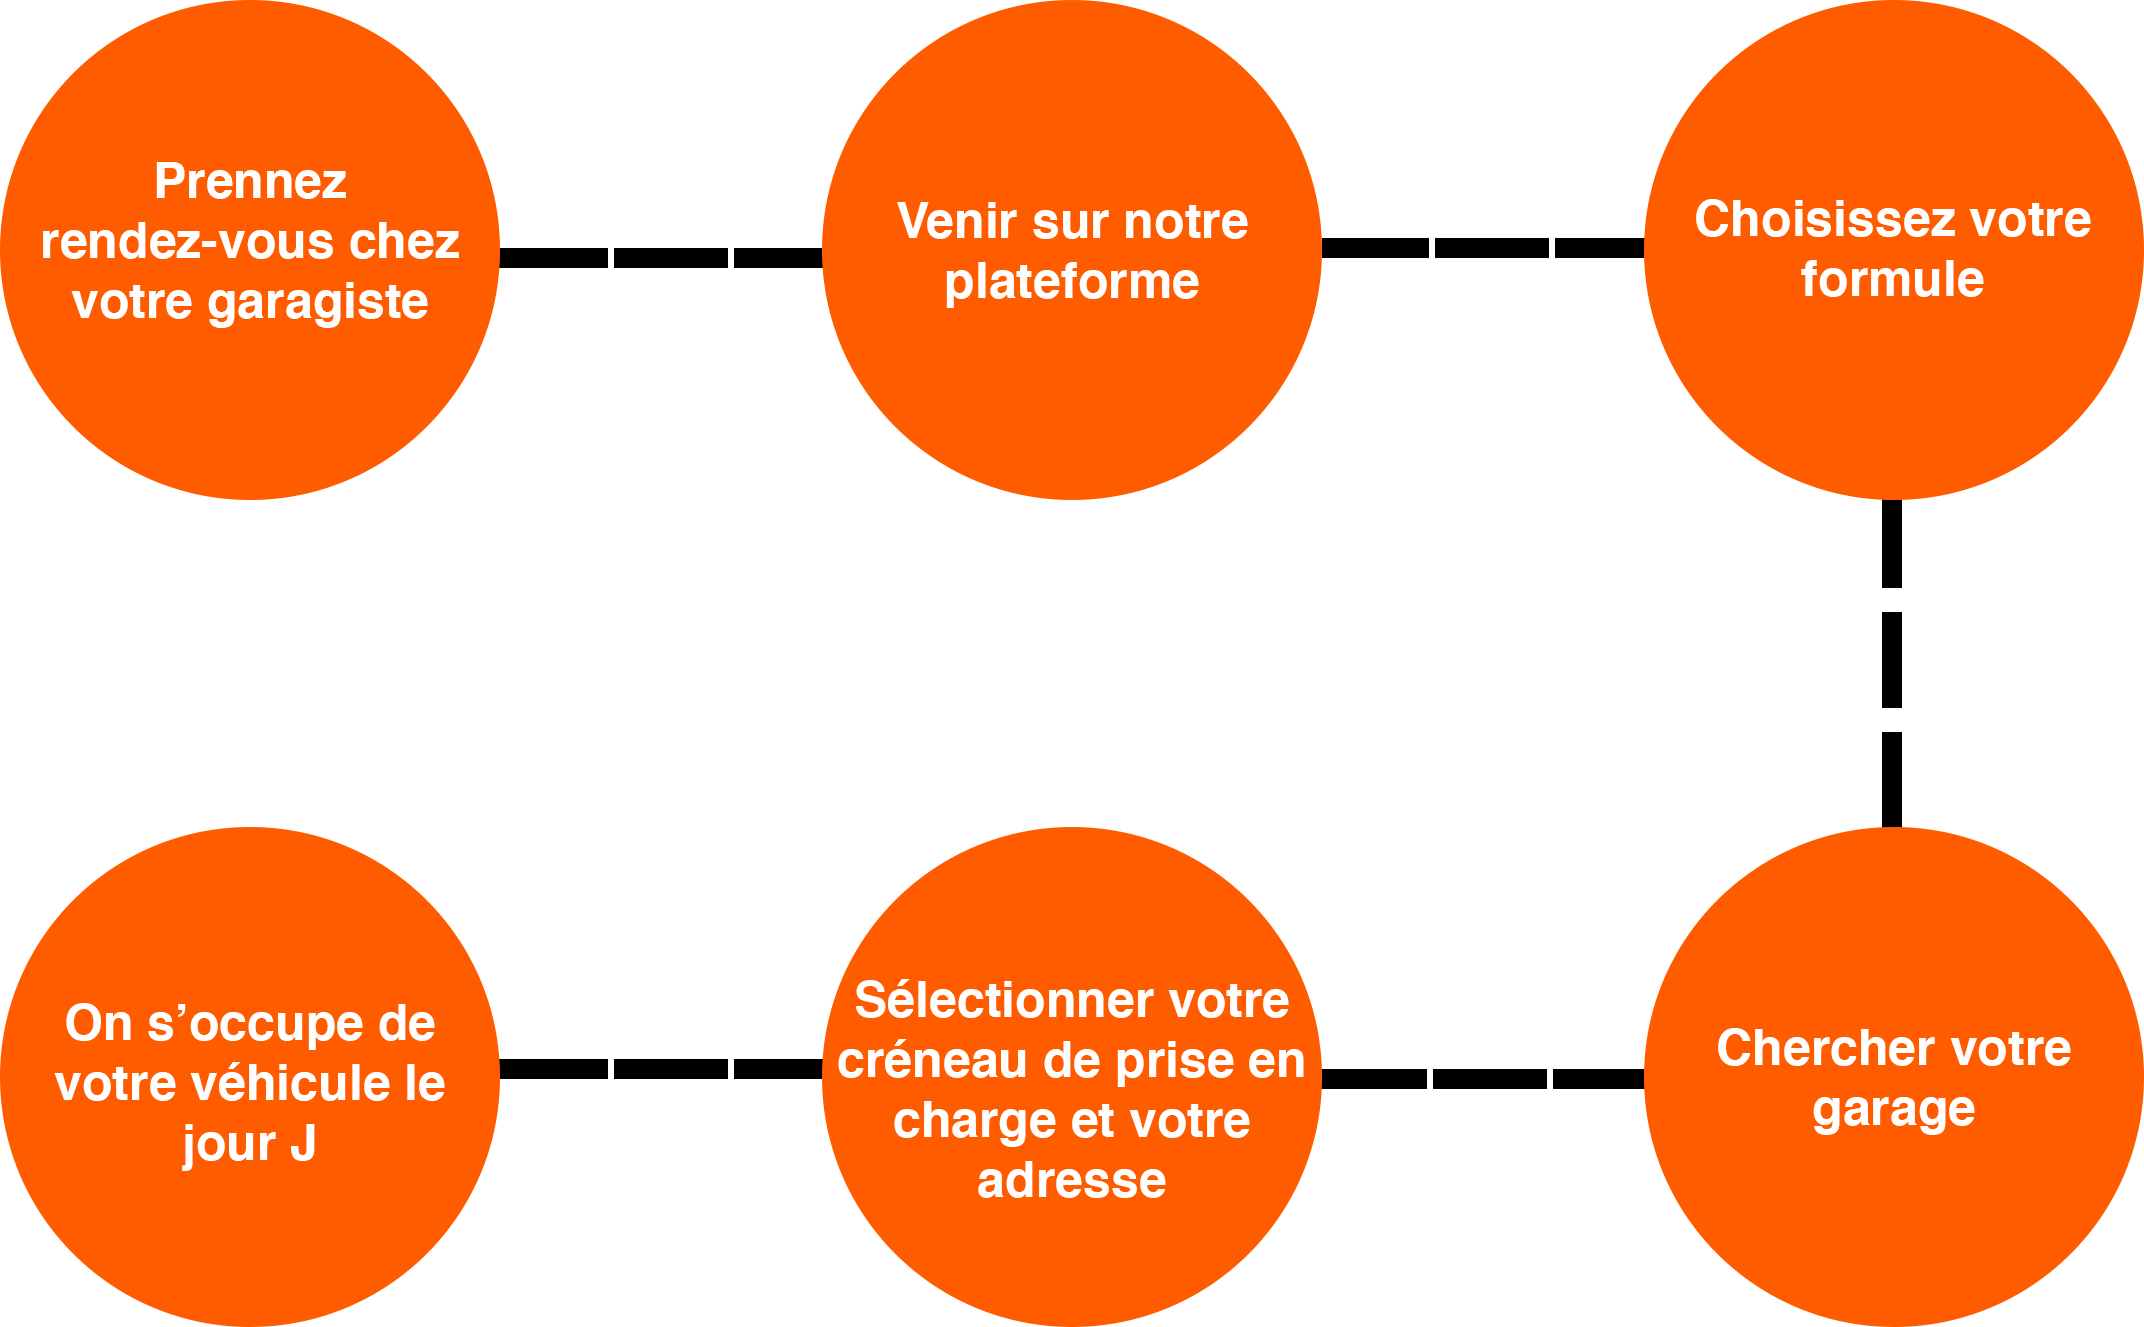 Prennez
rendez-vous chez
votre garagiste
Venir sur notre
plateforme
Choisissez votre
formule
Chercher votre
garage
Sélectionner votre
créneau de prise en
charge et votre
adresse
On s’occupe de
votre véhicule le
jour J